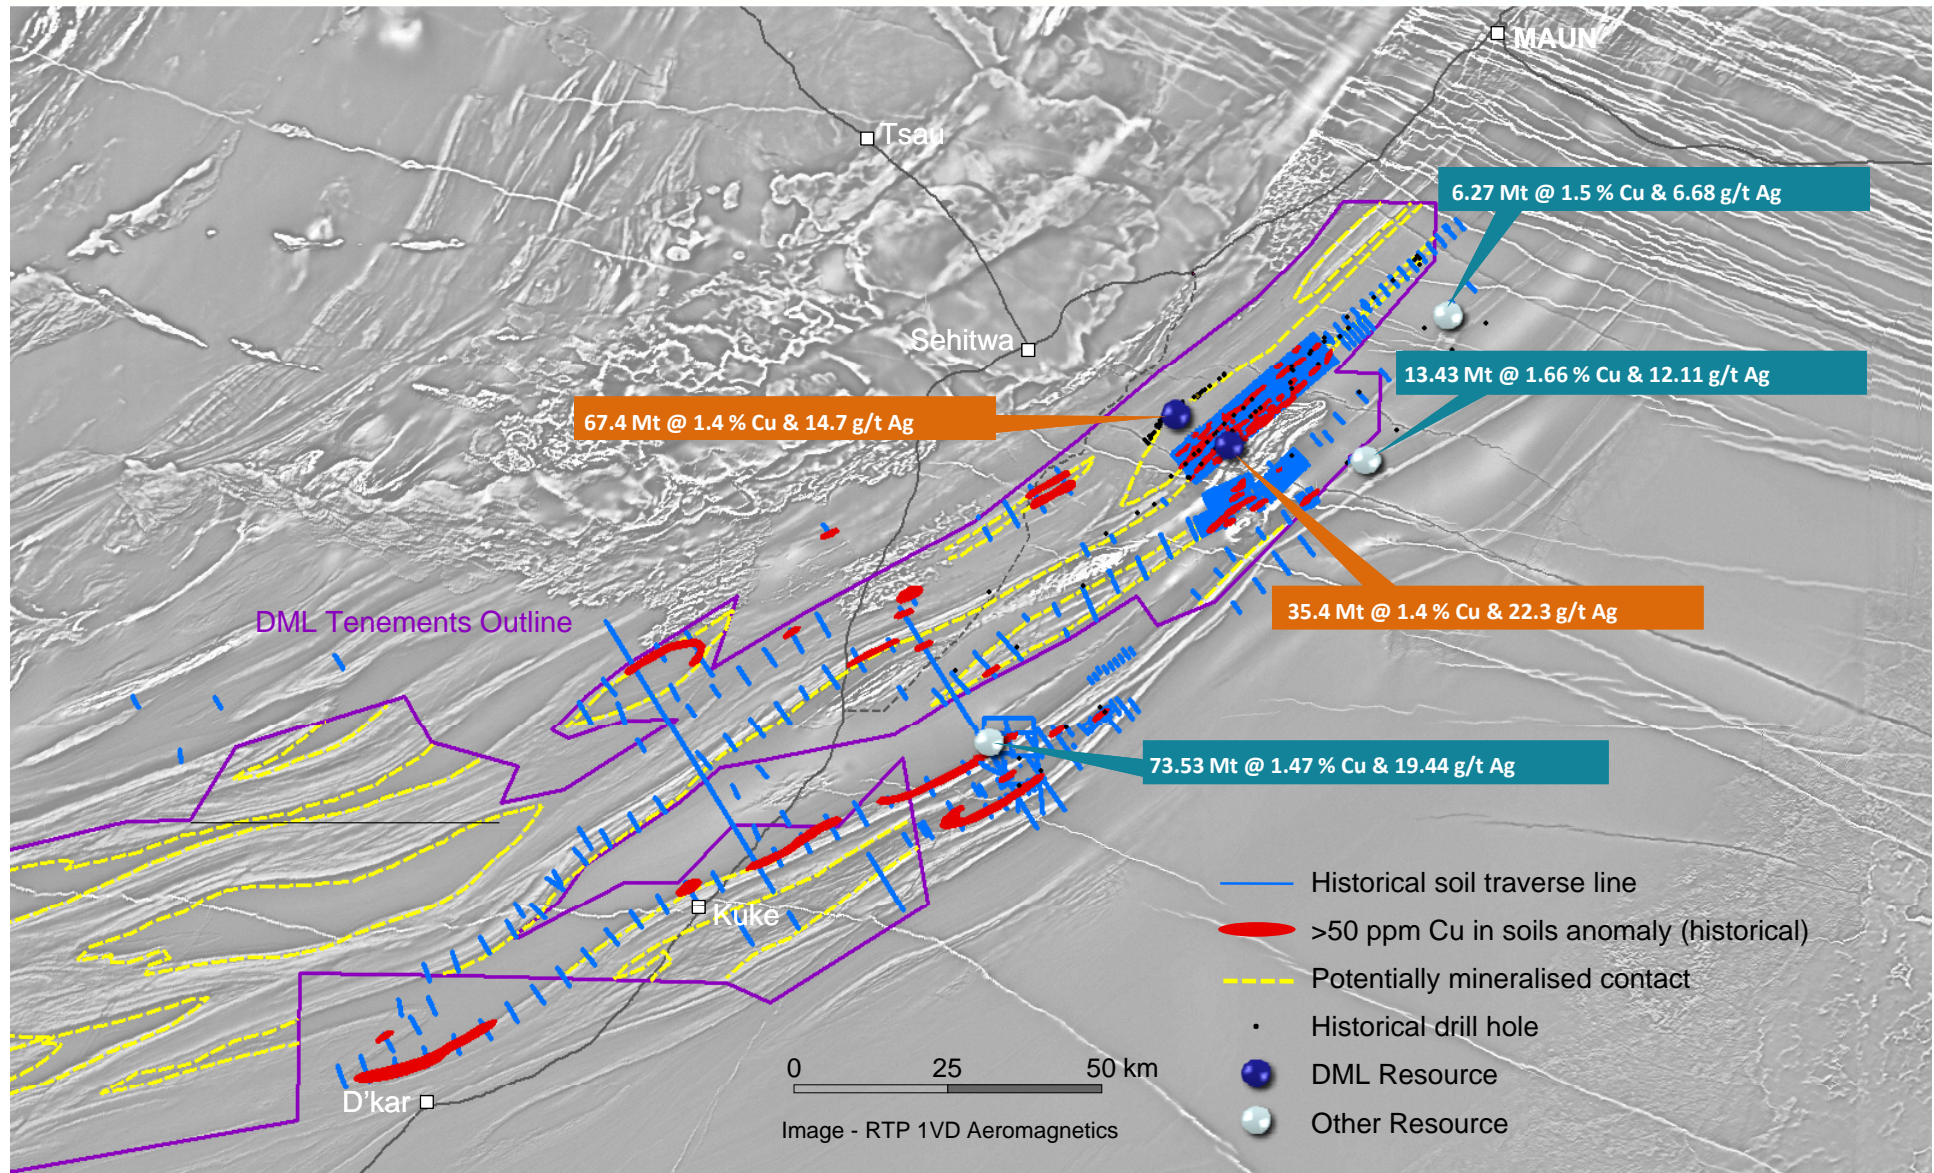 MAUN
Tsau
6.27 Mt @ 1.5 % Cu & 6.68 g/t Ag
Sehitwa
13.43 Mt @ 1.66 % Cu & 12.11 g/t Ag
67.4 Mt @ 1.4 % Cu & 14.7 g/t Ag
35.4 Mt @ 1.4 % Cu & 22.3 g/t Ag
DML Tenements Outline
73.53 Mt @ 1.47 % Cu & 19.44 g/t Ag
Kuke
D'kar
Historical soil traverse line
>50 ppm Cu in soils anomaly (historical)
Potentially mineralised contact
Historical drill hole
DML Resource
Other Resource
0 25 50 km
Image - RTP 1VD Aeromagnetics